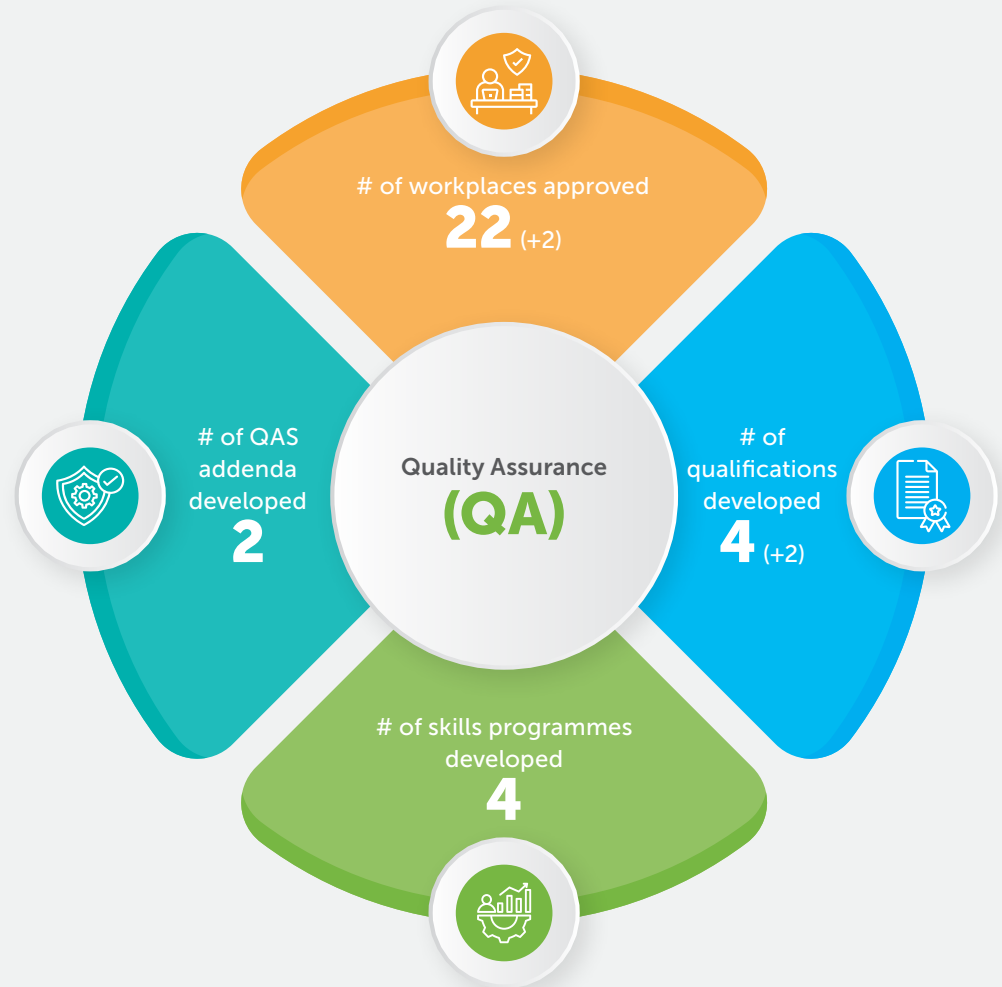 # of workplaces approved
22 (+2)
# of QAS
addenda
developed
2
Quality Assurance
(QA)
# of
qualifications
developed
4 (+2)
# of skills programmes
developed
4